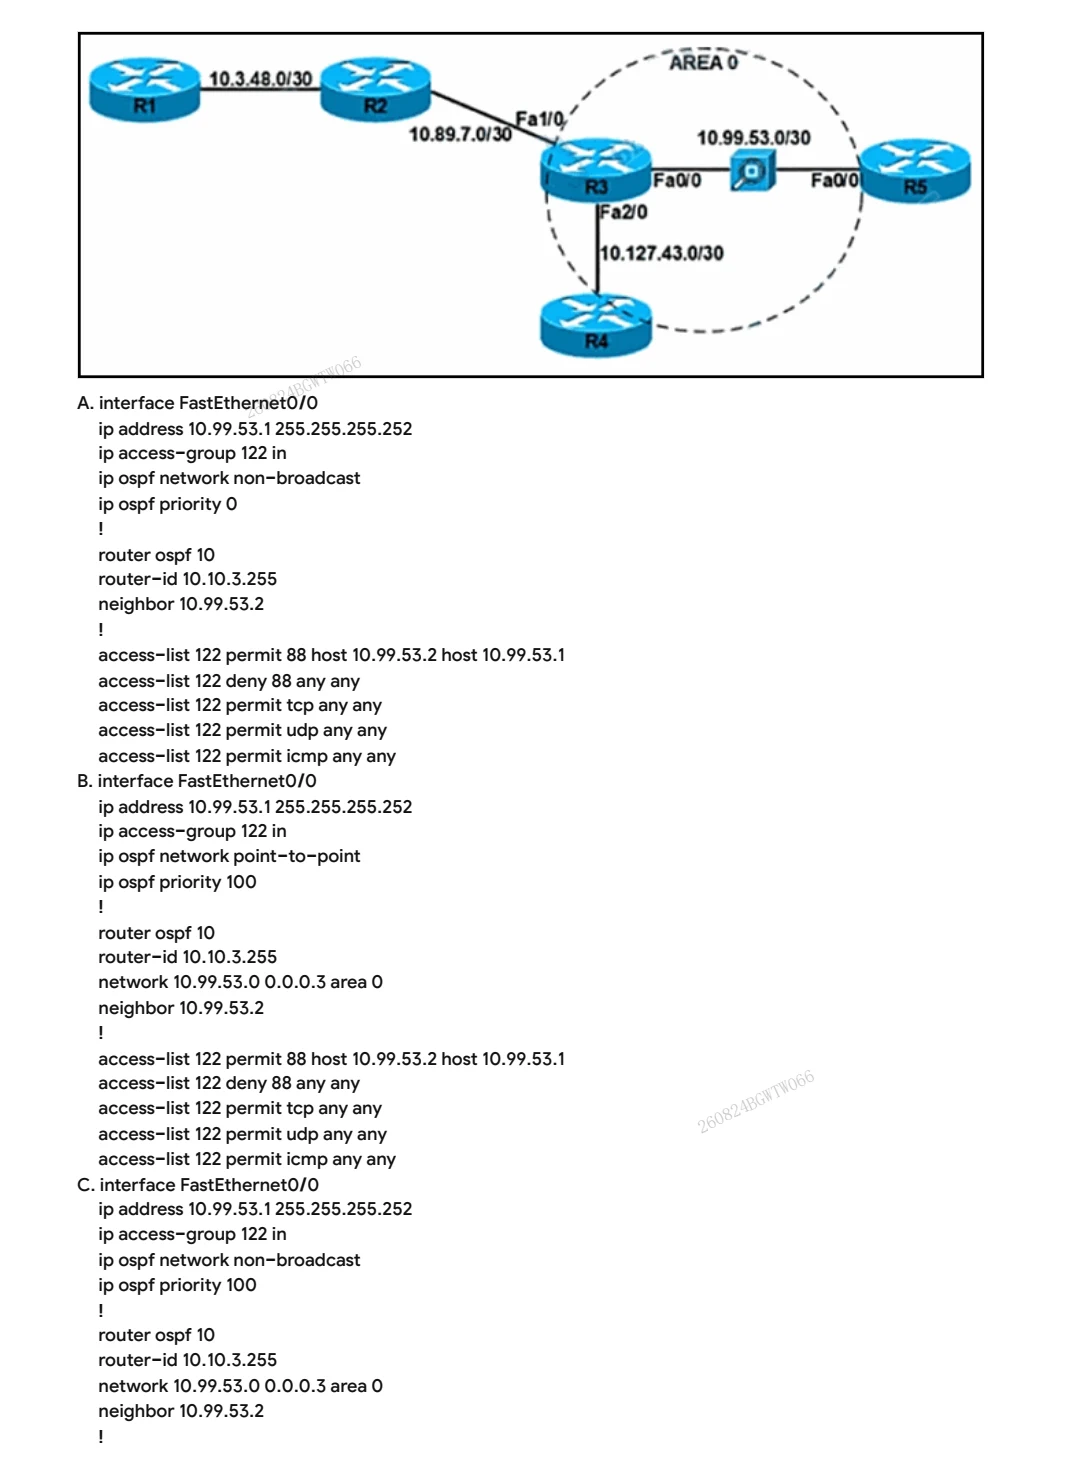 AREA 0
10.3.48.0/30
R1
R2
Fa1/0
10.89.7.0/30
10.99.53.0/30
R3
Fa0/0
Fa0/0
R5
Fa2/0
10.127.43.0/30
R4
260824BGWTW066
A. interface FastEthernet0/0
ip address 10.99.53.1 255.255.255.252
ip access-group 122 in
ip ospf network non-broadcast
ip ospf priority 0
!
router ospf 10
router-id 10.10.3.255
neighbor 10.99.53.2
!
access-list 122 permit 88 host 10.99.53.2 host 10.99.53.1
access-list 122 deny 88 any any
access-list 122 permit tcp any any
access-list 122 permit udp any any
access-list 122 permit icmp any any
B. interface FastEthernet0/0
ip address 10.99.53.1 255.255.255.252
ip access-group 122 in
ip ospf network point-to-point
ip ospf priority 100
!
router ospf 10
router-id 10.10.3.255
network 10.99.53.0 0.0.0.3 area 0
neighbor 10.99.53.2
!
access-list 122 permit 88 host 10.99.53.2 host 10.99.53.1
access-list 122 deny 88 any any
access-list 122 permit tcp any any
260824BGWTW066
access-list 122 permit udp any any
access-list 122 permit icmp any any
C. interface FastEthernet0/0
ip address 10.99.53.1 255.255.255.252
ip access-group 122 in
ip ospf network non-broadcast
ip ospf priority 100
!
router ospf 10
router-id 10.10.3.255
network 10.99.53.0 0.0.0.3 area 0
neighbor 10.99.53.2
!